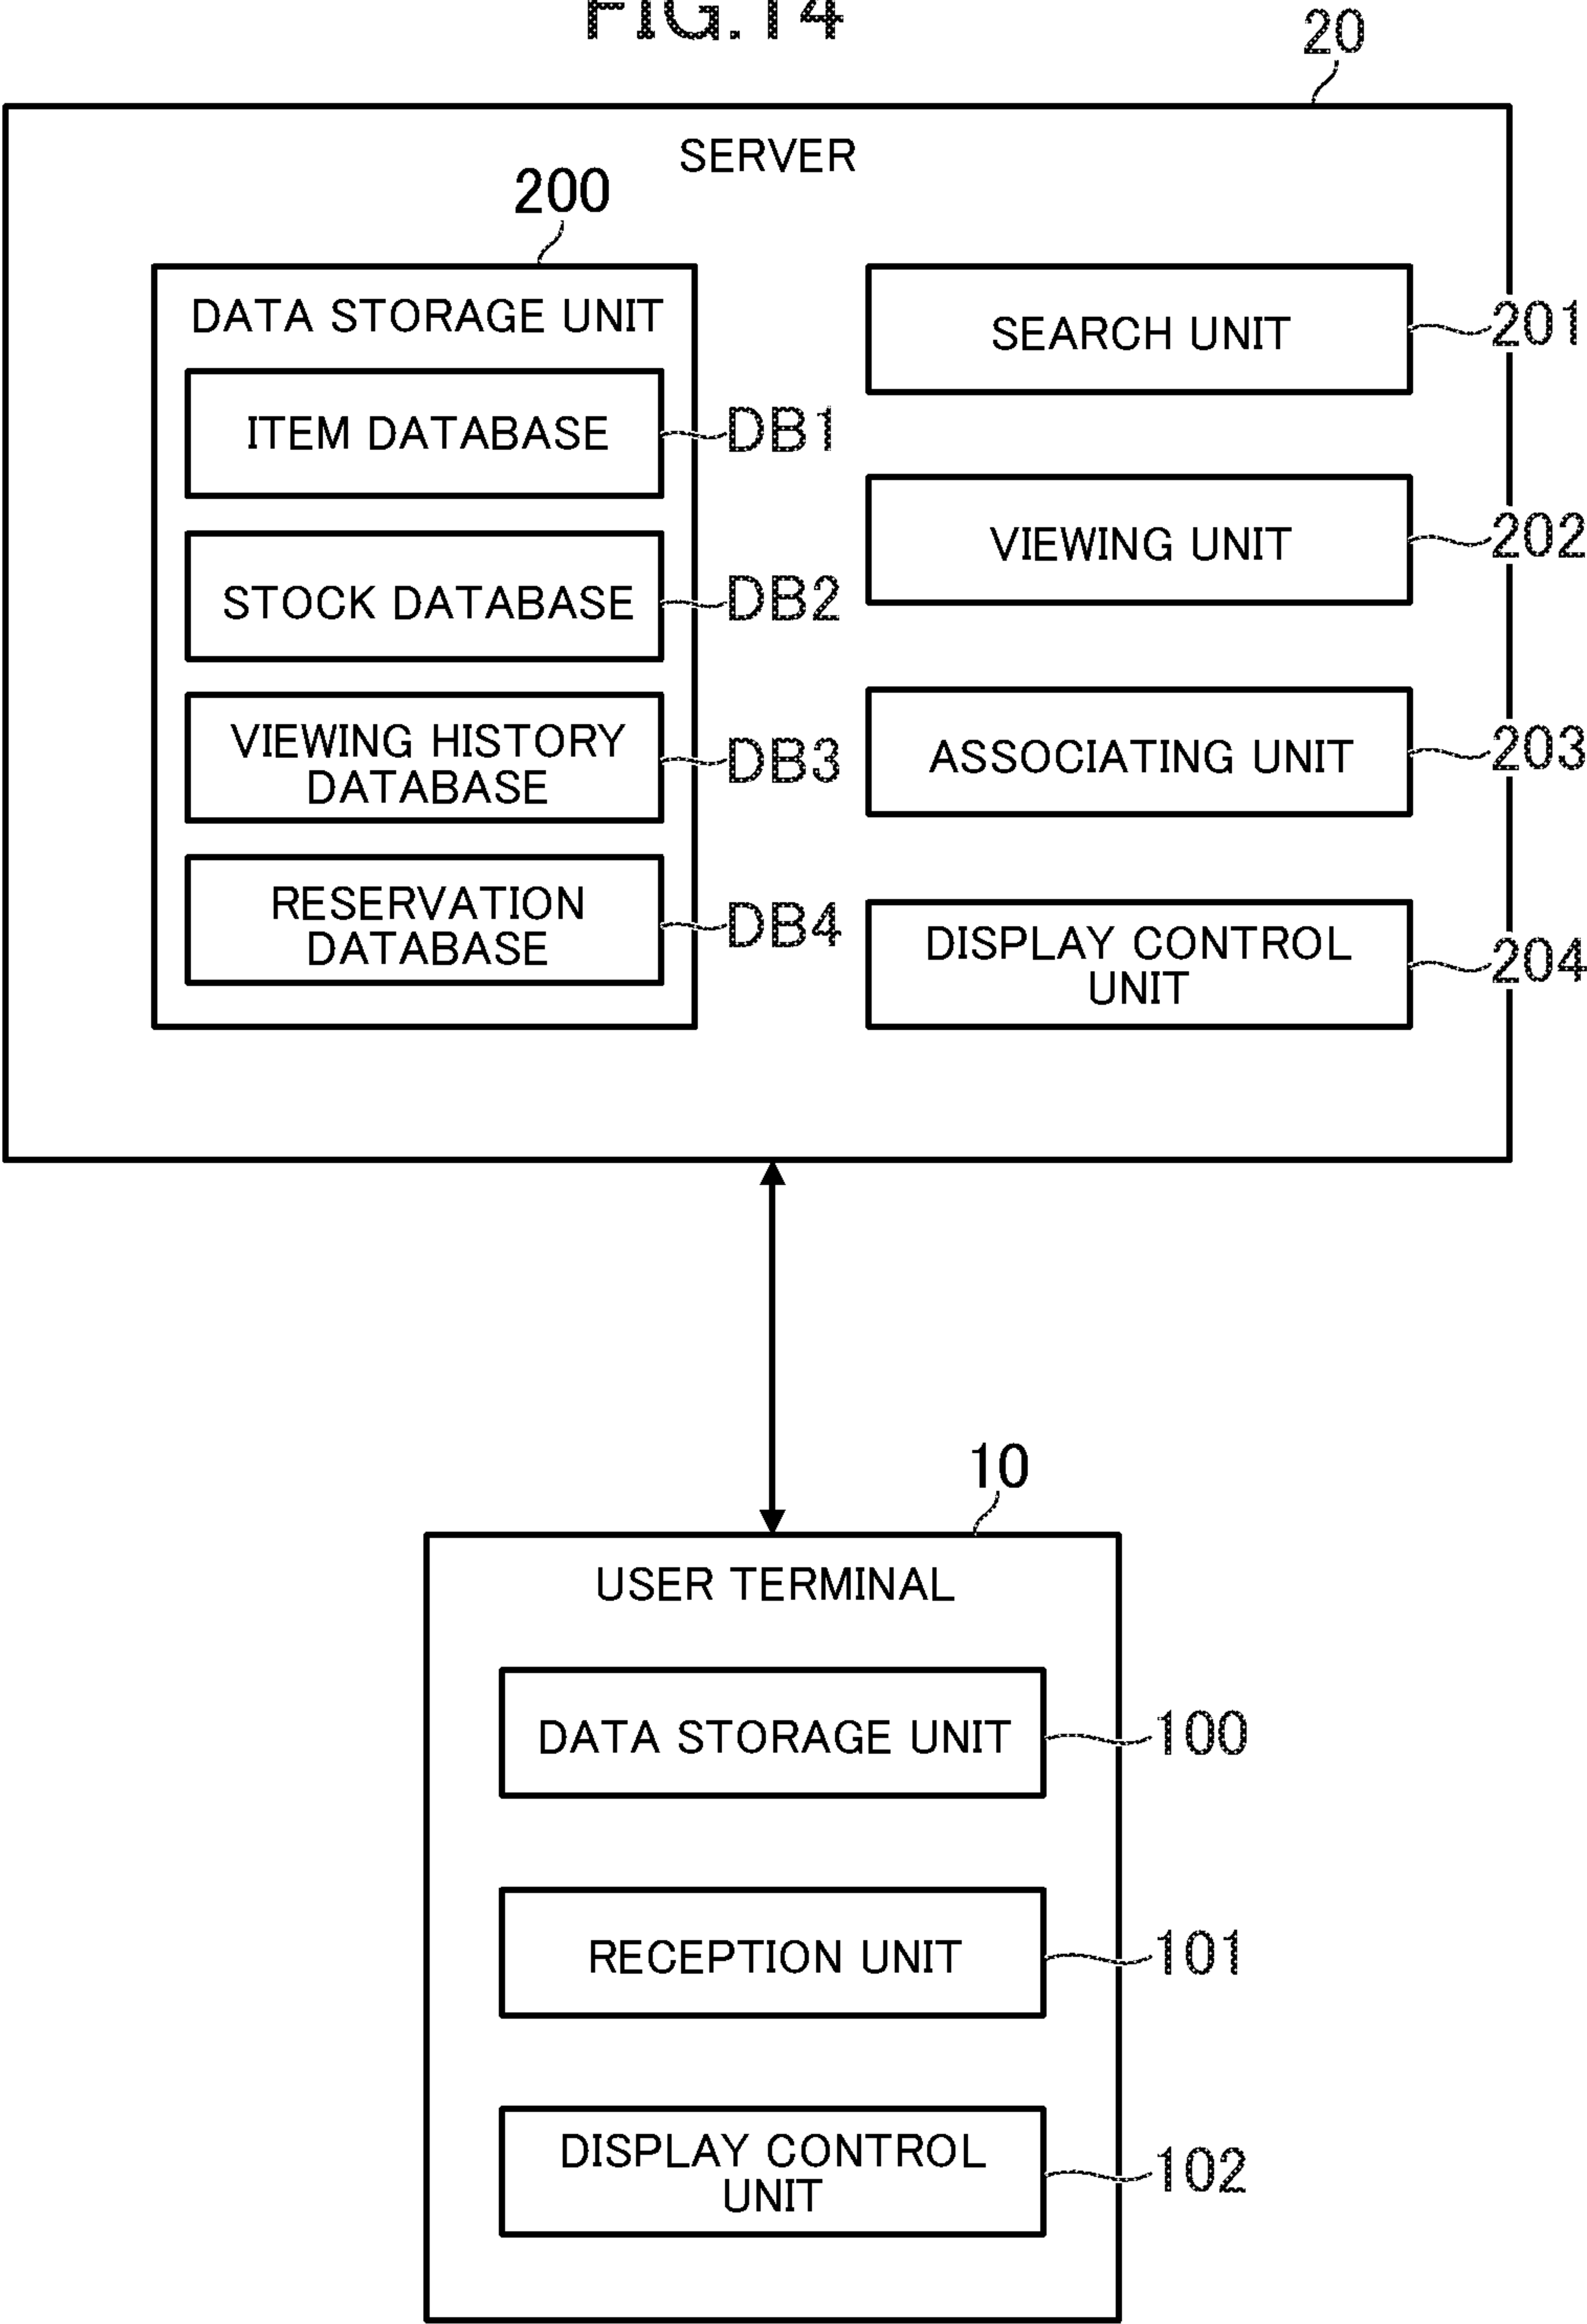 FIG.14
20
SERVER
200
DATA STORAGE UNIT
ITEM DATABASE
DB1
STOCK DATABASE
DB2
VIEWING HISTORY
DATABASE
DB3
RESERVATION
DATABASE
DB4
SEARCH UNIT
201
VIEWING UNIT
202
ASSOCIATING UNIT
203
DISPLAY CONTROL
UNIT
204
10
USER TERMINAL
DATA STORAGE UNIT
100
RECEPTION UNIT
101
DISPLAY CONTROL
UNIT
102